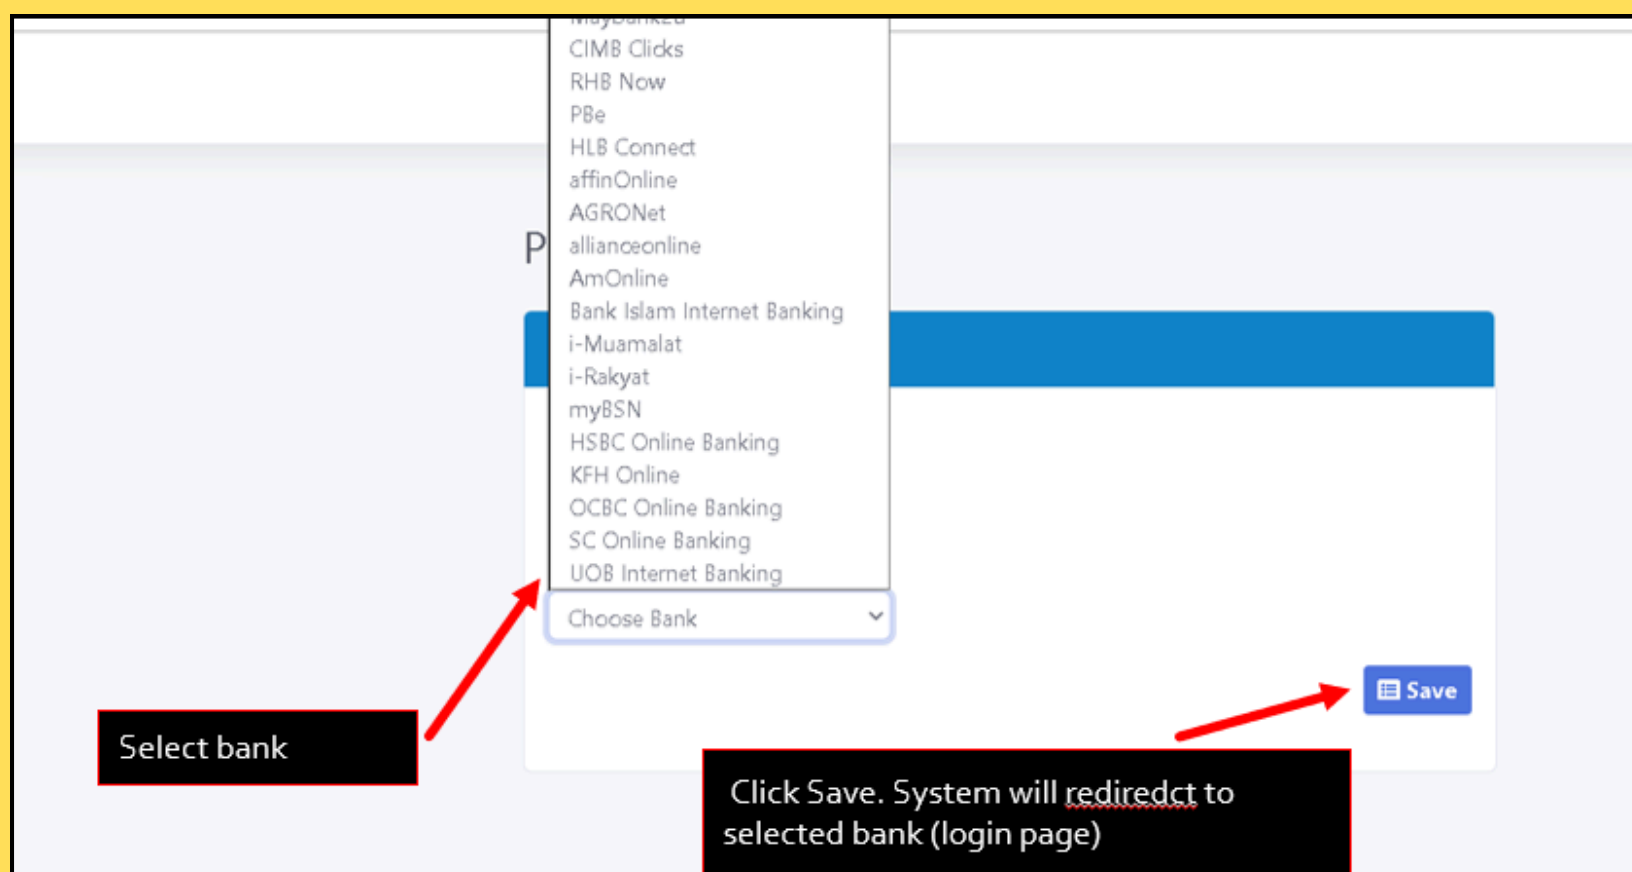 Maybank2u
CIMB Clicks
RHB Now
PBe
HLB Connect
affinOnline
AGRONet
P
allianceonline
AmOnline
Bank Islam Internet Banking
i-Muamalat
i-Rakyat
myBSN
HSBC Online Banking
KFH Online
OCBC Online Banking
SC Online Banking
UOB Internet Banking
Choose Bank
Save
Select bank
Click Save. System will rediredct to
selected bank (login page)